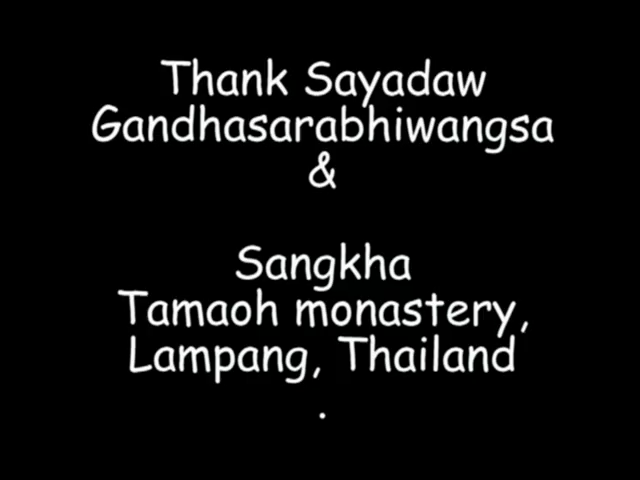 Thank Sayadaw
Gandhasarabhiwangsa
&
Sangkha
Tamaoh monastery,
Lampang, Thailand
.